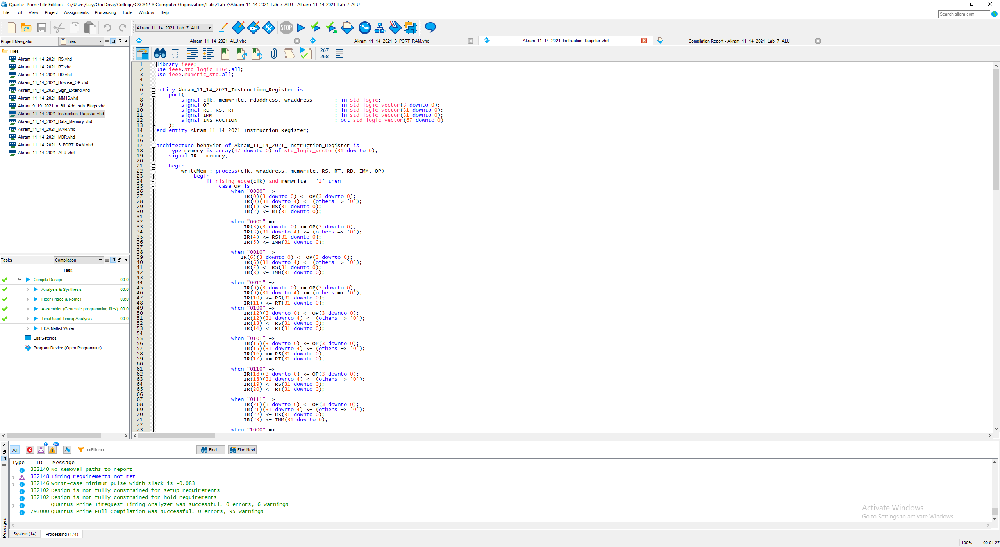 Quartus Prime Lite Edition - C:/Users/Izzy/OneDrive/College/CSC342_3 Computer Organization/Labs/Lab 7/Akram_11_14_2021_Lab_7_ALU - Akram_11_14_2021_Lab_7_ALU
File Edit View Project Assignments Processing Tools Window Help
Search altera.com
Akram_11_14_2021_Lab_7_ALU
STOP
Project Navigator Files
Akram_11_14_2021_ALU.vhd Akram_11_14_2021_3_PORT_RAM.vhd Akram_11_14_2021_Instruction_Register.vhd Compilation Report - Akram_11_14_2021_Lab_7_ALU
267
268
Files
Akram_11_14_2021_RS.vhd
Akram_11_14_2021_RT.vhd
Akram_11_14_2021_RD.vhd
Akram_11_14_2021_Bitwise_OP.vhd
Akram_11_14_2021_Sign_Extend.vhd
Akram_11_14_2021_IMM16.vhd
Akram_9_19_2021_n_Bit_Add_sub_Flags.vhd
Akram_11_14_2021_Instruction_Register.vhd
Akram_11_14_2021_Data_Memory.vhd
Akram_11_14_2021_MAR.vhd
Akram_11_14_2021_MDR.vhd
Akram_11_14_2021_3_PORT_RAM.vhd
Akram_11_14_2021_ALU.vhd
Tasks Compilation
Task
Compile Design 00:0
Analysis & Synthesis 00:0
Fitter (Place & Route) 00:0
Assembler (Generate programming files) 00:0
TimeQuest Timing Analysis 00:0
EDA Netlist Writer
Edit Settings
Program Device (Open Programmer)
1 library ieee;
2 use ieee.std_logic_1164.all;
3 use ieee.numeric_std.all;
4
5
6 entity Akram_11_14_2021_Instruction_Register is
7 port(
8 signal clk, memwrite, rdaddress, wraddress : in std_logic;
9 signal OP : in std_logic_vector(3 downto 0);
10 signal RD, RS, RT : in std_logic_vector(31 downto 0);
11 signal IMM : in std_logic_vector(31 downto 0);
12 signal INSTRUCTION : out std_logic_vector(67 downto 0)
13 );
14 end entity Akram_11_14_2021_Instruction_Register;
15
16
17 architecture behavior of Akram_11_14_2021_Instruction_Register is
18 type memory is array(47 downto 0) of std_logic_vector(31 downto 0);
19 signal IR : memory;
20
21 begin
22 writeMem : process(clk, wraddress, memwrite, RS, RT, RD, IMM, OP)
23 begin
24 if rising_edge(clk) and memwrite = '1' then
25 case OP is
26 when "0000" =>
27 IR(0)(3 downto 0) <= OP(3 downto 0);
28 IR(0)(31 downto 4) <= (others => '0');
29 IR(1) <= RS(31 downto 0);
30 IR(2) <= RT(31 downto 0);
31
32 when "0001" =>
33 IR(3)(3 downto 0) <= OP(3 downto 0);
34 IR(3)(31 downto 4) <= (others => '0');
35 IR(4) <= RS(31 downto 0);
36 IR(5) <= IMM(31 downto 0);
37
38 when "0010" =>
39 IR(6)(3 downto 0) <= OP(3 downto 0);
40 IR(6)(31 downto 4) <= (others => '0');
41 IR(7) <= RS(31 downto 0);
42 IR(8) <= IMM(31 downto 0);
43
44 when "0011" =>
45 IR(9)(3 downto 0) <= OP(3 downto 0);
46 IR(9)(31 downto 4) <= (others => '0');
47 IR(10) <= RS(31 downto 0);
48 IR(11) <= RT(31 downto 0);
49 when "0100" =>
50 IR(12)(3 downto 0) <= OP(3 downto 0);
51 IR(12)(31 downto 4) <= (others => '0');
52 IR(13) <= RS(31 downto 0);
53 IR(14) <= RT(31 downto 0);
54
55 when "0101" =>
56 IR(15)(3 downto 0) <= OP(3 downto 0);
57 IR(15)(31 downto 4) <= (others => '0');
58 IR(16) <= RS(31 downto 0);
59 IR(17) <= RT(31 downto 0);
60
61 when "0110" =>
62 IR(18)(3 downto 0) <= OP(3 downto 0);
63 IR(18)(31 downto 4) <= (others => '0');
64 IR(19) <= RS(31 downto 0);
65 IR(20) <= RT(31 downto 0);
66
67 when "0111" =>
68 IR(21)(3 downto 0) <= OP(3 downto 0);
69 IR(21)(31 downto 4) <= (others => '0');
70 IR(22) <= RS(31 downto 0);
71 IR(23) <= IMM(31 downto 0);
72
73 when "1000" =>
All 7 54 <<Filter>> Find... Find Next
Type ID Message
332140 No Removal paths to report
332148 Timing requirements not met
332146 Worst-case minimum pulse width slack is -0.083
332102 Design is not fully constrained for setup requirements
332102 Design is not fully constrained for hold requirements
Quartus Prime TimeQuest Timing Analyzer was successful. 0 errors, 6 warnings
293000 Quartus Prime Full Compilation was successful. 0 errors, 95 warnings
Activate Windows
Go to Settings to activate Windows.
Messages
System (14) Processing (174)
100% 00:01:27